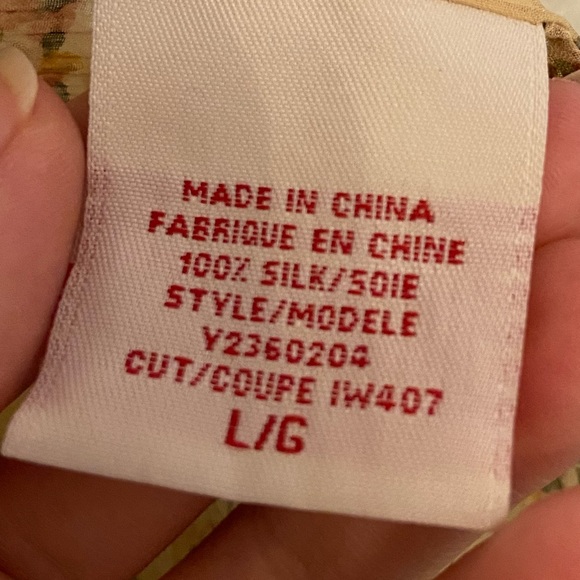 MADE IN CHINA
FABRIQUE EN CHINE
100% SILK/SOIE
STYLE/MODELE
Y2360204
CUT/COUPE IW407
L/G